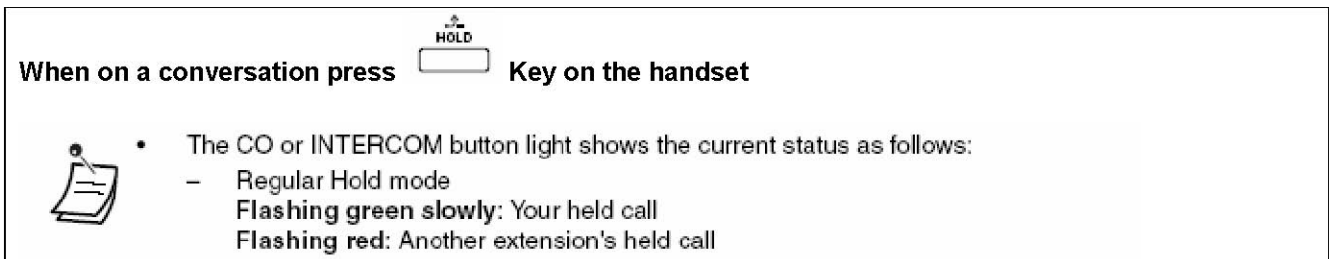 HOLD
When on a conversation press Key on the handset
• The CO or INTERCOM button light shows the current status as follows:
– Regular Hold mode
Flashing green slowly: Your held call
Flashing red: Another extension's held call